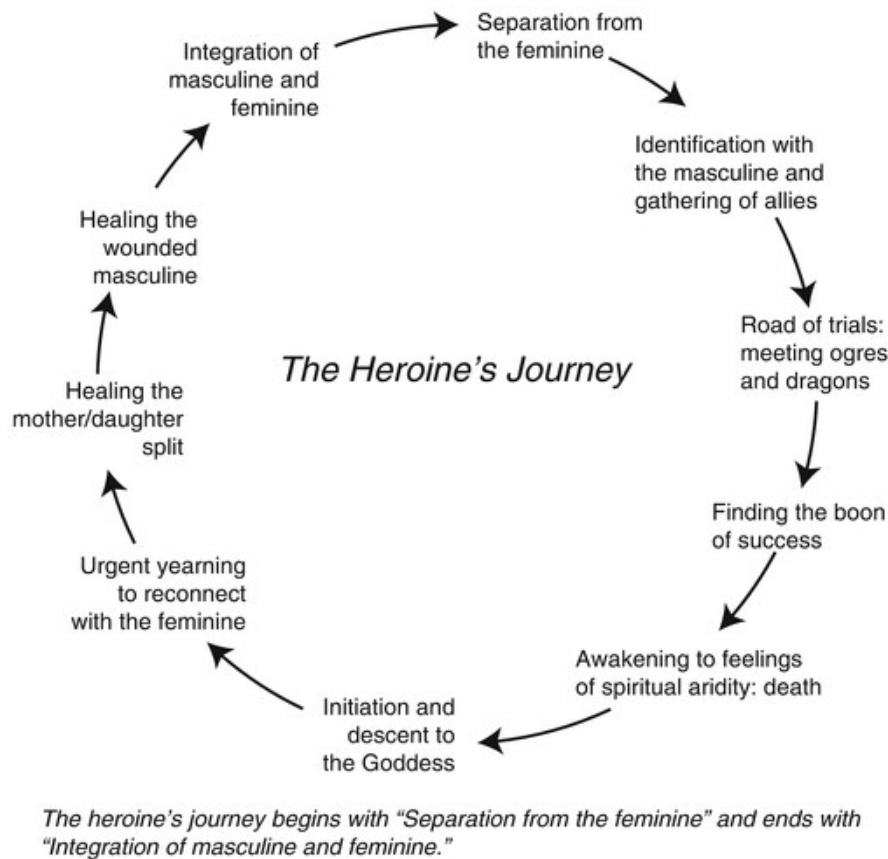 Separation from
the feminine
Identification with
the masculine and
gathering of allies
Road of trials:
meeting ogres
and dragons
Finding the boon
of success
Awakening to feelings
of spiritual aridity: death
Initiation and
descent to
the Goddess
Urgent yearning
to reconnect
with the feminine
Healing the
mother/daughter
split
Healing the
wounded
masculine
Integration of
masculine and
feminine
The Heroine’s Journey
The heroine’s journey begins with “Separation from the feminine” and ends with
“Integration of masculine and feminine.”